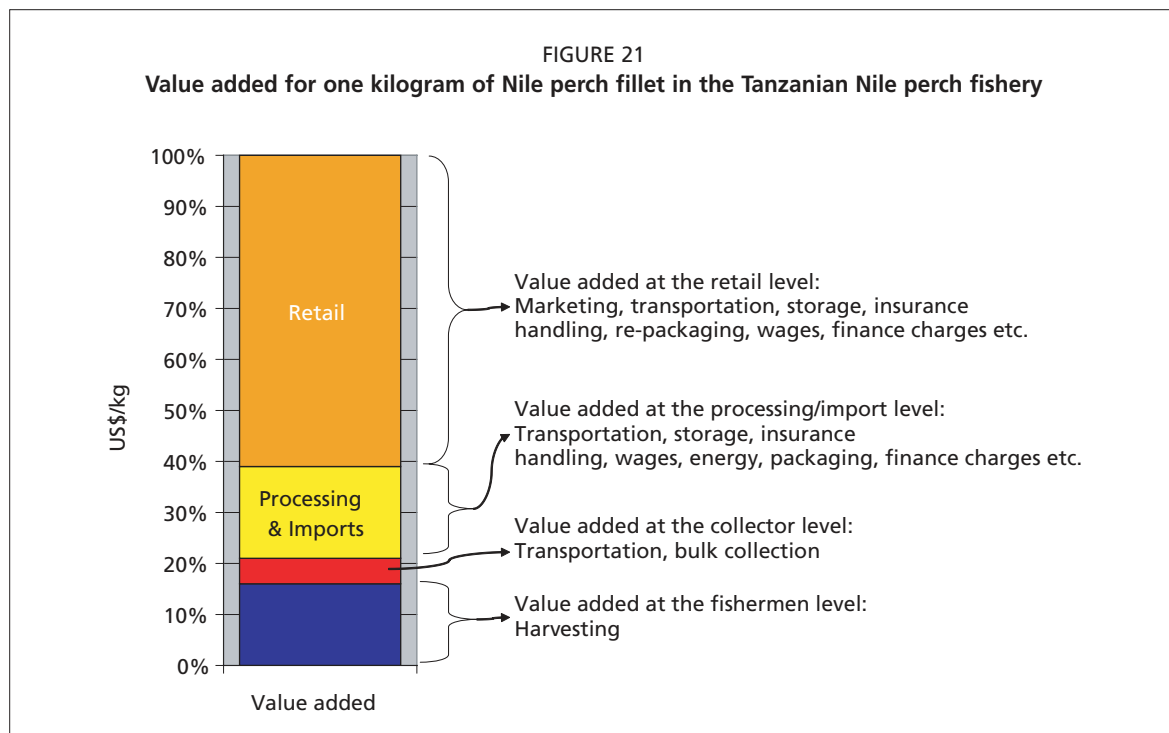 FIGURE 21
Value added for one kilogram of Nile perch fillet in the Tanzanian Nile perch fishery
US$/kg
100%
90%
80%
70%
60%
50%
40%
30%
20%
10%
0%
Retail
Processing
& Imports
Value added
Value added at the retail level:
Marketing, transportation, storage, insurance
handling, re-packaging, wages, finance charges etc.
Value added at the processing/import level:
Transportation, storage, insurance
handling, wages, energy, packaging, finance charges etc.
Value added at the collector level:
Transportation, bulk collection
Value added at the fishermen level:
Harvesting